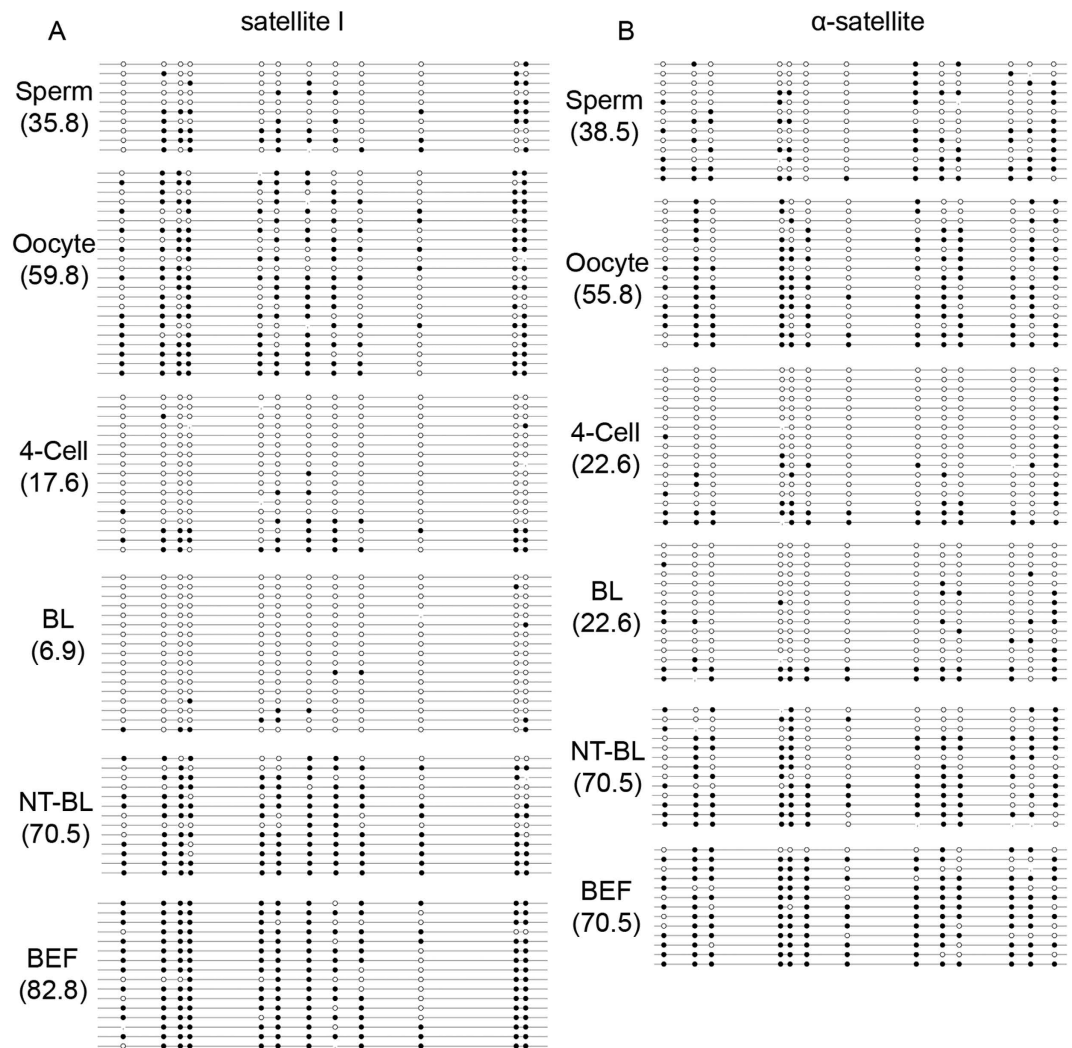 A
satellite I
Sperm
(35.8)
Oocyte
(59.8)
4-Cell
(17.6)
BL
(6.9)
NT-BL
(70.5)
BEF
(82.8)
B
α-satellite
Sperm
(38.5)
Oocyte
(55.8)
4-Cell
(22.6)
BL
(22.6)
NT-BL
(70.5)
BEF
(70.5)